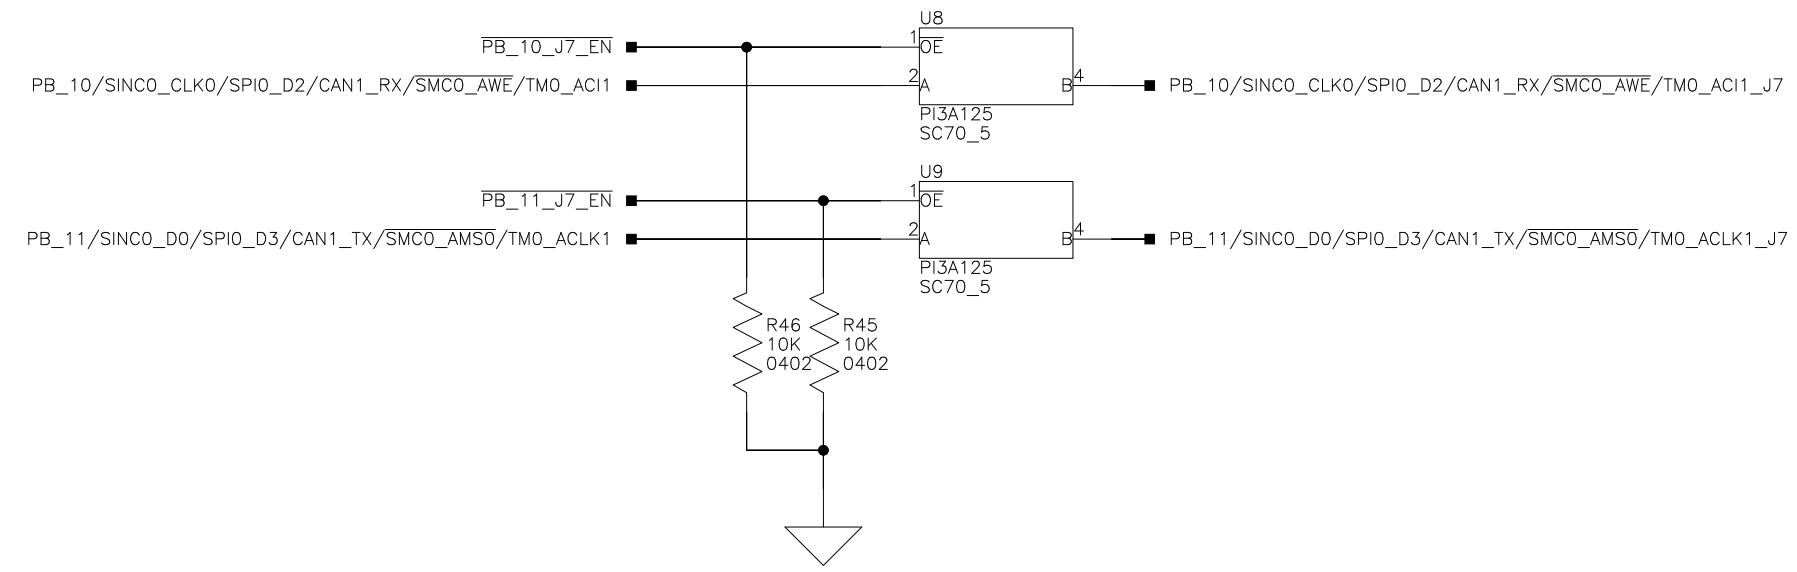 U8
PB_10_J7_EN
1
OE
PB_10/SINC0_CLK0/SPI0_D2/CAN1_RX/SMC0_AWE/TM0_ACI1
2
A
B
4
PB_10/SINC0_CLK0/SPI0_D2/CAN1_RX/SMC0_AWE/TM0_ACI1_J7
PI3A125
SC70_5
U9
PB_11_J7_EN
1
OE
PB_11/SINC0_D0/SPI0_D3/CAN1_TX/SMC0_AMS0/TM0_ACLK1
2
A
B
4
PB_11/SINC0_D0/SPI0_D3/CAN1_TX/SMC0_AMS0/TM0_ACLK1_J7
PI3A125
SC70_5
R46
10K
0402
R45
10K
0402